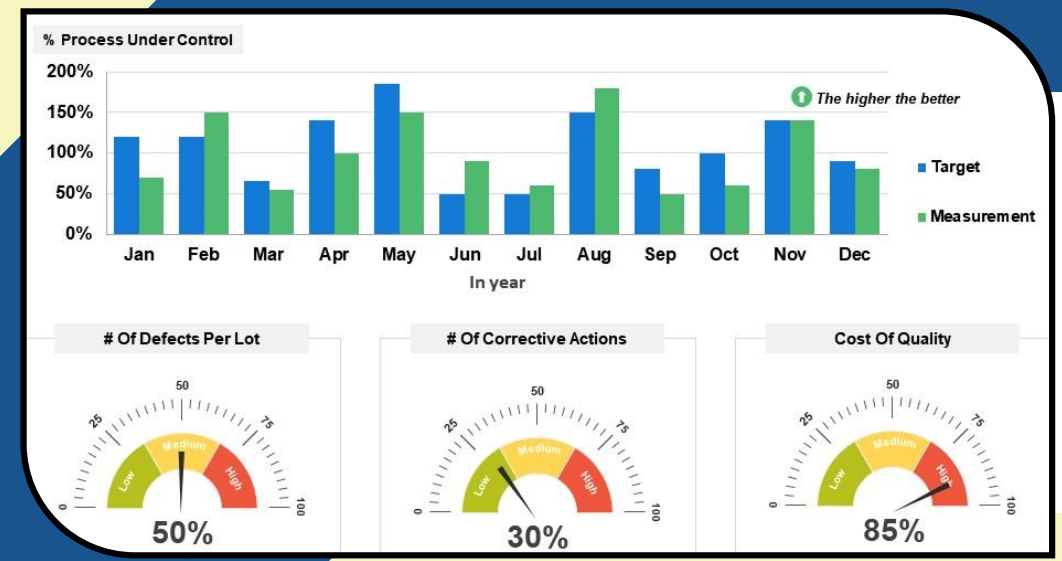 % Process Under Control
200%
150%
100%
50%
0%
The higher the better
Target
Measurement
Jan Feb Mar Apr May Jun Jul Aug Sep Oct Nov Dec
In year
# Of Defects Per Lot
0 25 50 75 100
Low Medium High
50%
# Of Corrective Actions
0 25 50 75 100
Low Medium High
30%
Cost Of Quality
0 25 50 75 100
Low Medium High
85%